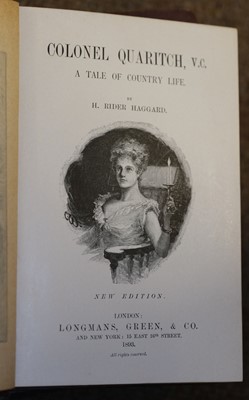 COLONEL QUARITCH, V.C.
A TALE OF COUNTRY LIFE.
BY
H. RIDER HAGGARD.
NEW EDITION.
LONDON:
LONGMANS, GREEN, & CO.
AND NEW YORK: 15 EAST 16th STREET.
1893.
All rights reserved.